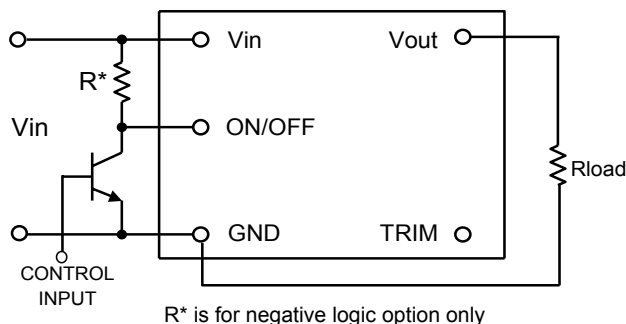 Vin
Vout
R*
Vin
ON/OFF
Rload
GND
TRIM
CONTROL
INPUT
R* is for negative logic option only